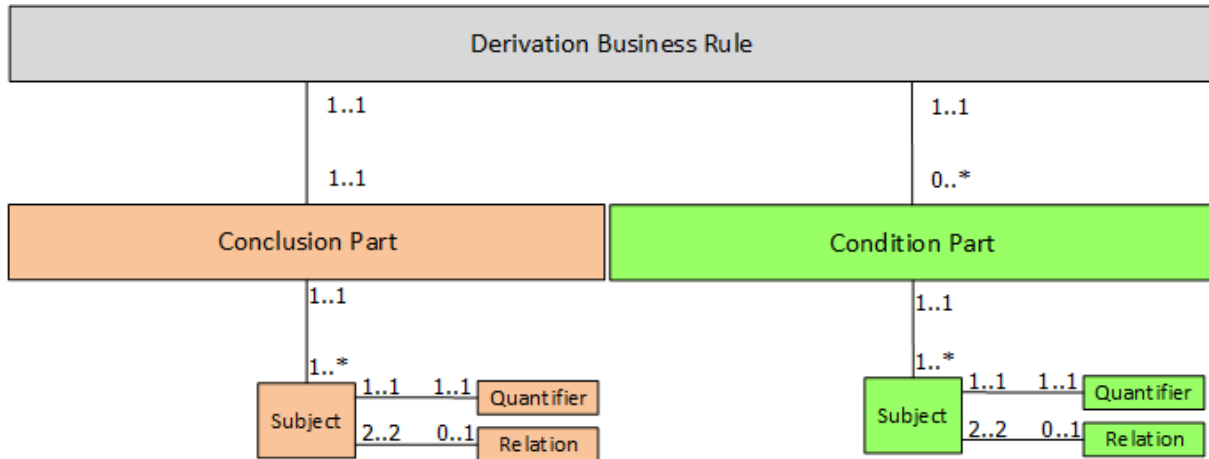 Derivation Business Rule
1..1
1..1
1..1
0..*
Conclusion Part
Condition Part
1..1
1..1
1..*
1..*
Subject
1..1
1..1
Quantifier
2..2
0..1
Relation
Subject
1..1
1..1
Quantifier
2..2
0..1
Relation